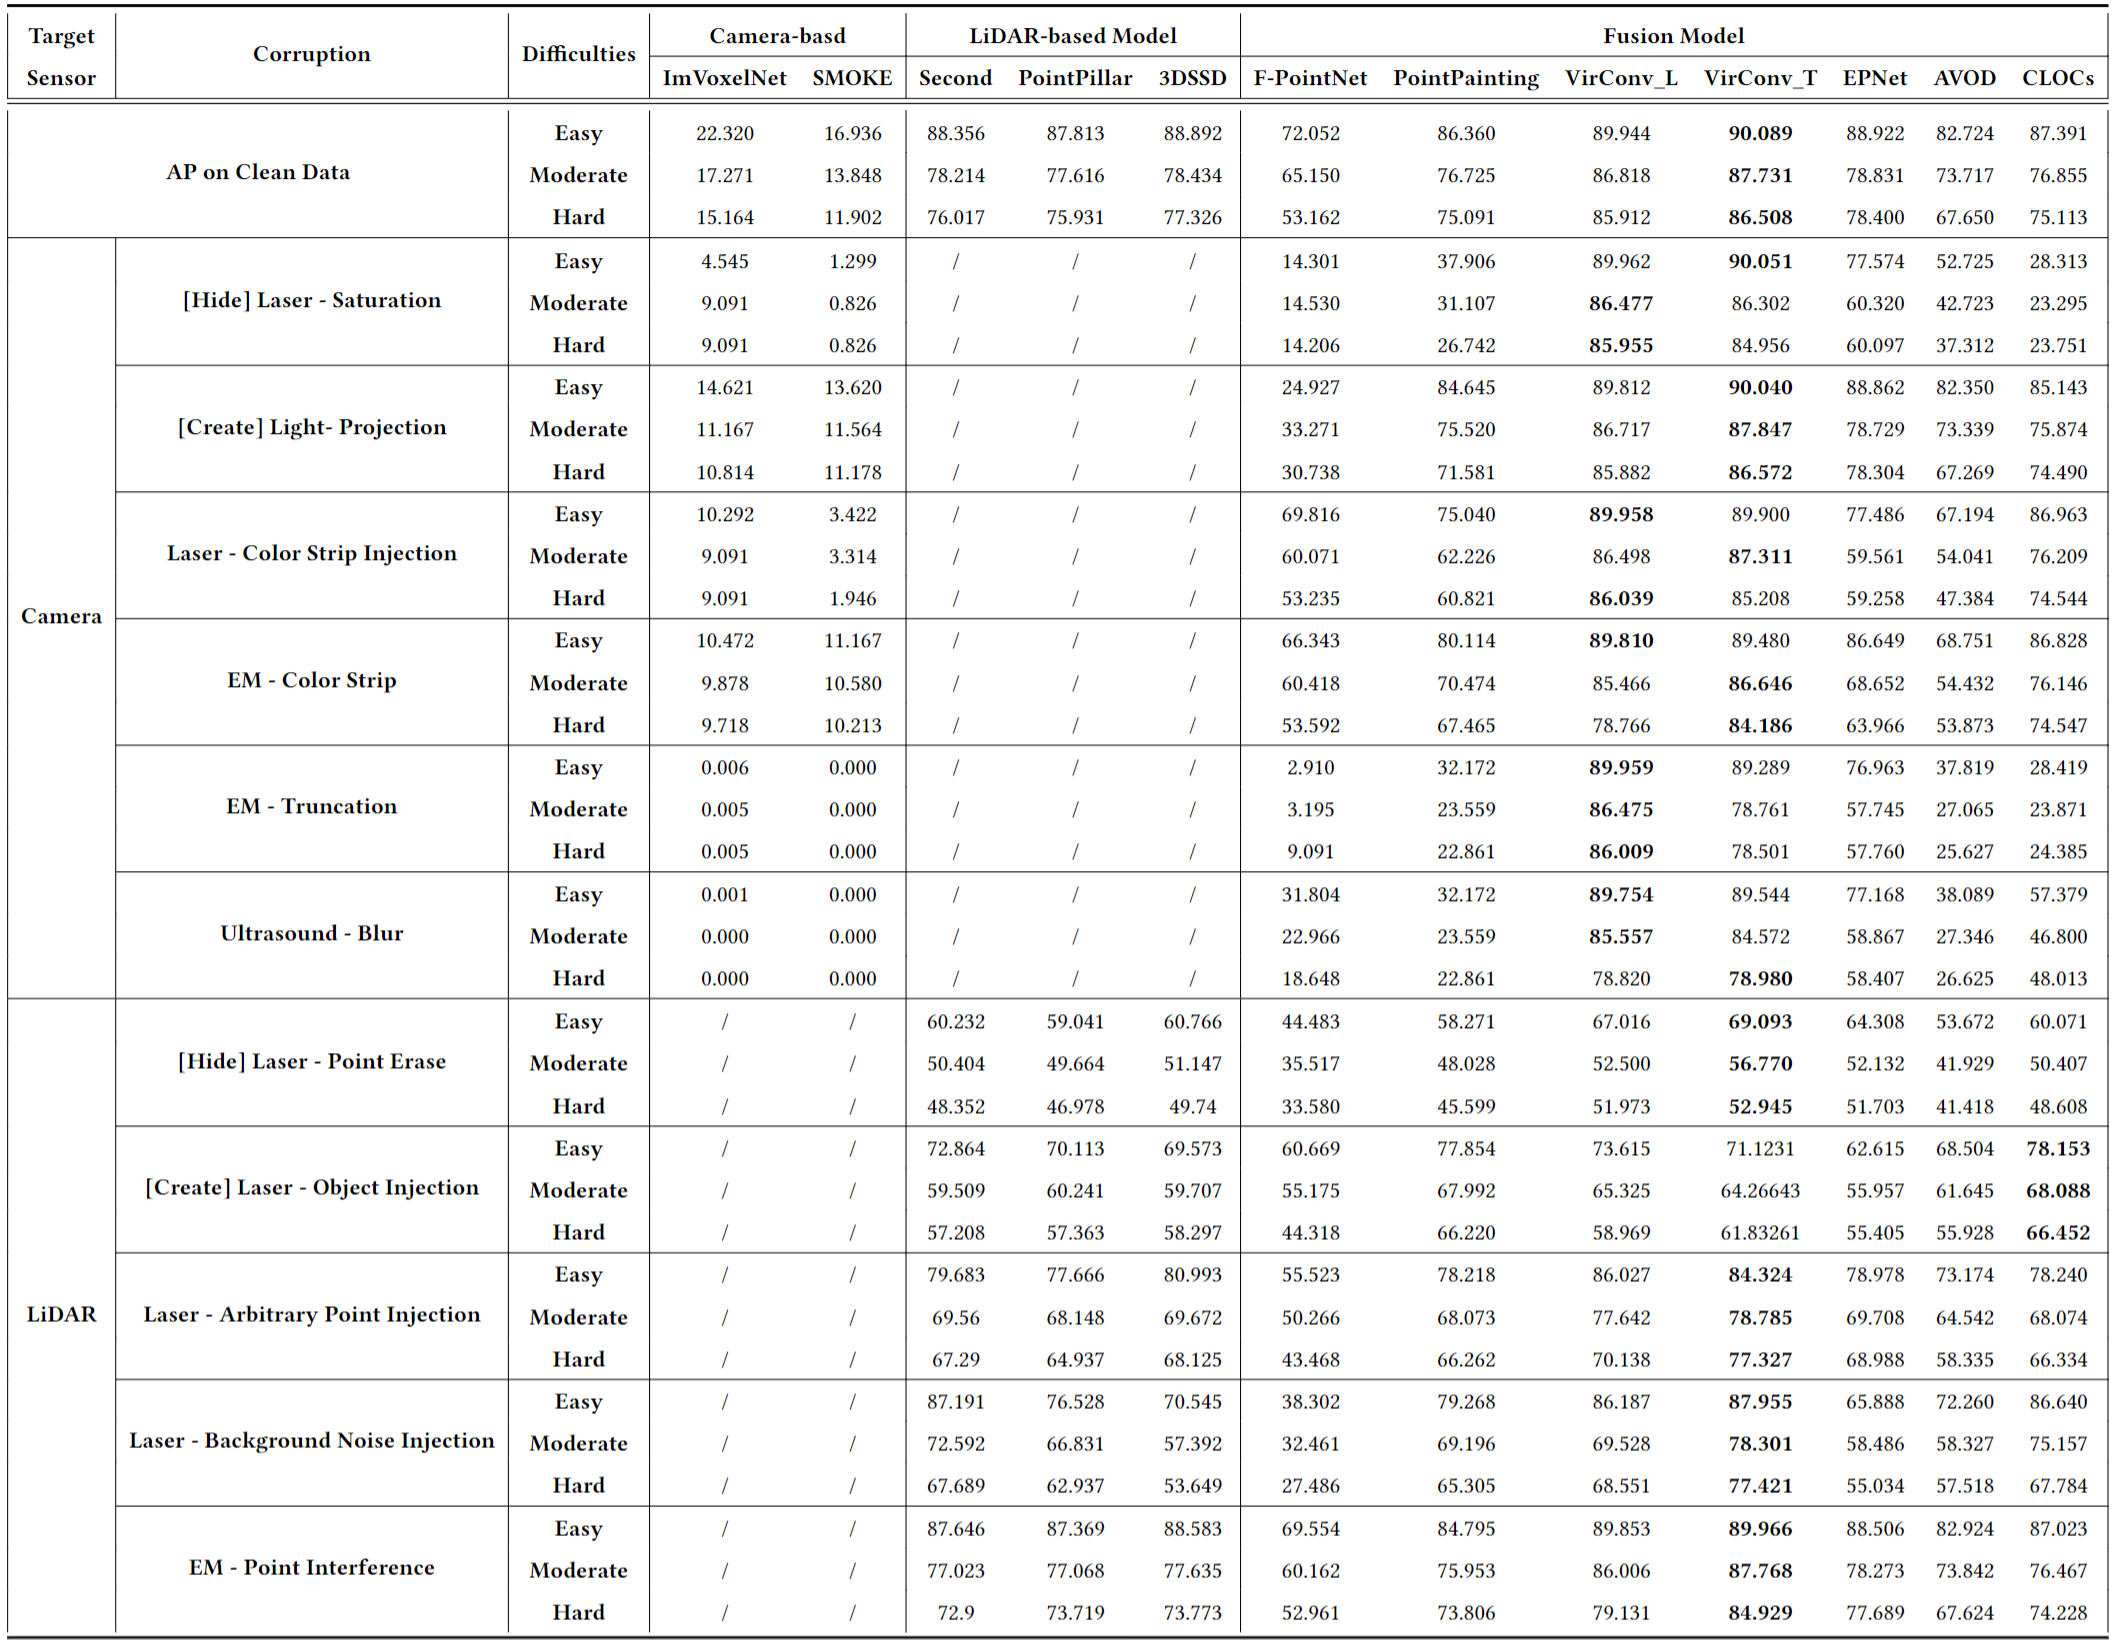 Target Sensor Corruption Difficulties Camera-basd LiDAR-based Model Fusion Model
ImVoxelNet SMOKE Second PointPillar 3DSSD F-PointNet PointPainting VirConv_L VirConv_T EPNet AVOD CLOCs
AP on Clean Data
Easy 22.320 16.936 88.356 87.813 88.892 72.052 86.360 89.944 90.089 88.922 82.724 87.391
Moderate 17.271 13.848 78.214 77.616 78.434 65.150 76.725 86.818 87.731 78.831 73.717 76.855
Hard 15.164 11.902 76.017 75.931 77.326 53.162 75.091 85.912 86.508 78.400 67.650 75.113
Camera
[Hide] Laser - Saturation
Easy 4.545 1.299 / / / 14.301 37.906 89.962 90.051 77.574 52.725 28.313
Moderate 9.091 0.826 / / / 14.530 31.107 86.477 86.302 60.320 42.723 23.295
Hard 9.091 0.826 / / / 14.206 26.742 85.955 84.956 60.097 37.312 23.751
[Create] Light- Projection
Easy 14.621 13.620 / / / 24.927 84.645 89.812 90.040 88.862 82.350 85.143
Moderate 11.167 11.564 / / / 33.271 75.520 86.717 87.847 78.729 73.339 75.874
Hard 10.814 11.178 / / / 30.738 71.581 85.882 86.572 78.304 67.269 74.490
Laser - Color Strip Injection
Easy 10.292 3.422 / / / 69.816 75.040 89.958 89.900 77.486 67.194 86.963
Moderate 9.091 3.314 / / / 60.071 62.226 86.498 87.311 59.561 54.041 76.209
Hard 9.091 1.946 / / / 53.235 60.821 86.039 85.208 59.258 47.384 74.544
EM - Color Strip
Easy 10.472 11.167 / / / 66.343 80.114 89.810 89.480 86.649 68.751 86.828
Moderate 9.878 10.580 / / / 60.418 70.474 85.466 86.646 68.652 54.432 76.146
Hard 9.718 10.213 / / / 53.592 67.465 78.766 84.186 63.966 53.873 74.547
EM - Truncation
Easy 0.006 0.000 / / / 2.910 32.172 89.959 89.289 76.963 37.819 28.419
Moderate 0.005 0.000 / / / 3.195 23.559 86.475 78.761 57.745 27.065 23.871
Hard 0.005 0.000 / / / 9.091 22.861 86.009 78.501 57.760 25.627 24.385
Ultrasound - Blur
Easy 0.001 0.000 / / / 31.804 32.172 89.754 89.544 77.168 38.089 57.379
Moderate 0.000 0.000 / / / 22.966 23.559 85.557 84.572 58.867 27.346 46.800
Hard 0.000 0.000 / / / 18.648 22.861 78.820 78.980 58.407 26.625 48.013
LiDAR
[Hide] Laser - Point Erase
Easy / / 60.232 59.041 60.766 44.483 58.271 67.016 69.093 64.308 53.672 60.071
Moderate / / 50.404 49.664 51.147 35.517 48.028 52.500 56.770 52.132 41.929 50.407
Hard / / 48.352 46.978 49.74 33.580 45.599 51.973 52.945 51.703 41.418 48.608
[Create] Laser - Object Injection
Easy / / 72.864 70.113 69.573 60.669 77.854 73.615 71.1231 62.615 68.504 78.153
Moderate / / 59.509 60.241 59.707 55.175 67.992 65.325 64.26643 55.957 61.645 68.088
Hard / / 57.208 57.363 58.297 44.318 66.220 58.969 61.83261 55.405 55.928 66.452
Laser - Arbitrary Point Injection
Easy / / 79.683 77.666 80.993 55.523 78.218 86.027 84.324 78.978 73.174 78.240
Moderate / / 69.56 68.148 69.672 50.266 68.073 77.642 78.785 69.708 64.542 68.074
Hard / / 67.29 64.937 68.125 43.468 66.262 70.138 77.327 68.988 58.335 66.334
Laser - Background Noise Injection
Easy / / 87.191 76.528 70.545 38.302 79.268 86.187 87.955 65.888 72.260 86.640
Moderate / / 72.592 66.831 57.392 32.461 69.196 69.528 78.301 58.486 58.327 75.157
Hard / / 67.689 62.937 53.649 27.486 65.305 68.551 77.421 55.034 57.518 67.784
EM - Point Interference
Easy / / 87.646 87.369 88.583 69.554 84.795 89.853 89.966 88.506 82.924 87.023
Moderate / / 77.023 77.068 77.635 60.162 75.953 86.006 87.768 78.273 73.842 76.467
Hard / / 72.9 73.719 73.773 52.961 73.806 79.131 84.929 77.689 67.624 74.228